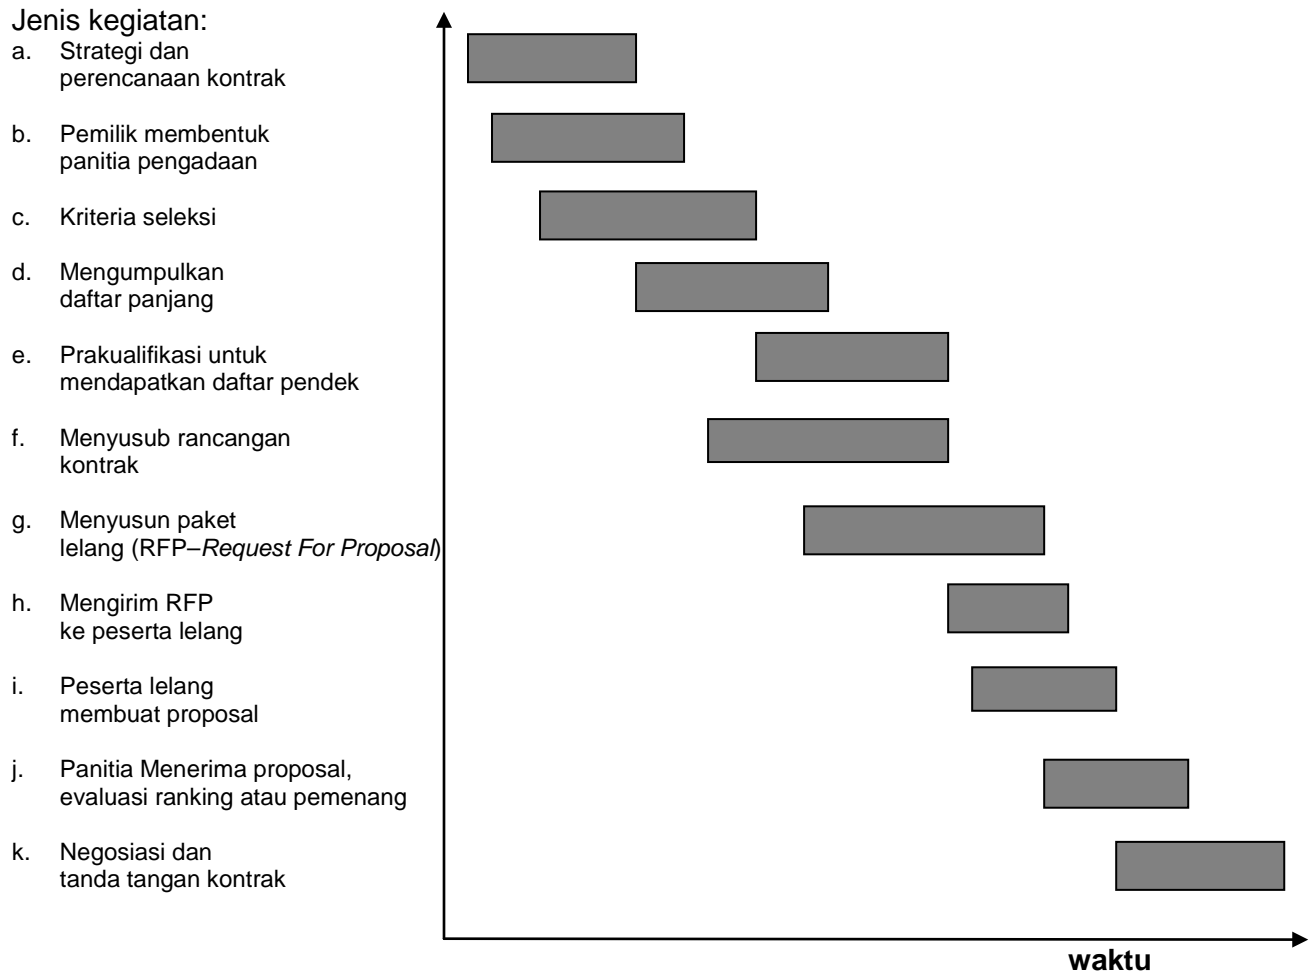 Jenis kegiatan:
a. Strategi dan
perencanaan kontrak
b. Pemilik membentuk
panitia pengadaan
c. Kriteria seleksi
d. Mengumpulkan
daftar panjang
e. Prakualifikasi untuk
mendapatkan daftar pendek
f. Menyusub rancangan
kontrak
g. Menyusun paket
lelang (RFP–Request For Proposal)
h. Mengirim RFP
ke peserta lelang
i. Peserta lelang
membuat proposal
j. Panitia Menerima proposal,
evaluasi ranking atau pemenang
k. Negosiasi dan
tanda tangan kontrak
waktu